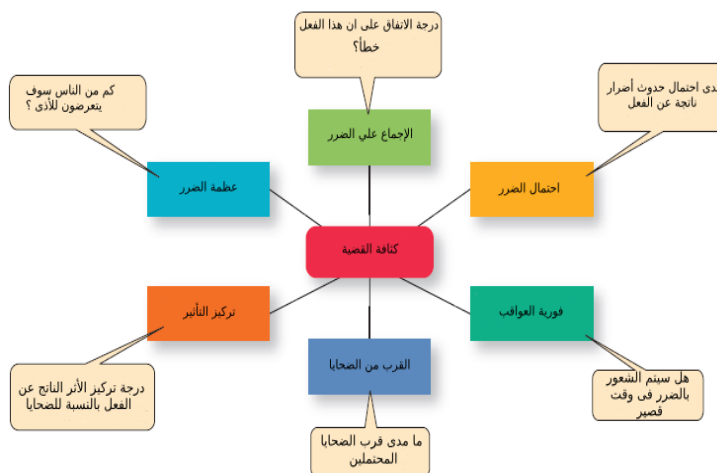 درجة الاتفاق على ان هذا الفعل
خطأ؟
كم من الناس سوف
يتعرضون للأذى ؟
مدى احتمال حدوث أضرار
ناتجة عن الفعل
الإجماع علي الضرر
عظمة الضرر
احتمال الضرر
كثافة القضية
تركيز التأثير
فورية العواقب
القرب من الضحايا
درجة تركيز الأثر الناتج عن
الفعل بالنسبة للضحايا
هل سيتم الشعور
بالضرر فى وقت
قصير
ما مدى قرب الضحايا
المحتملين